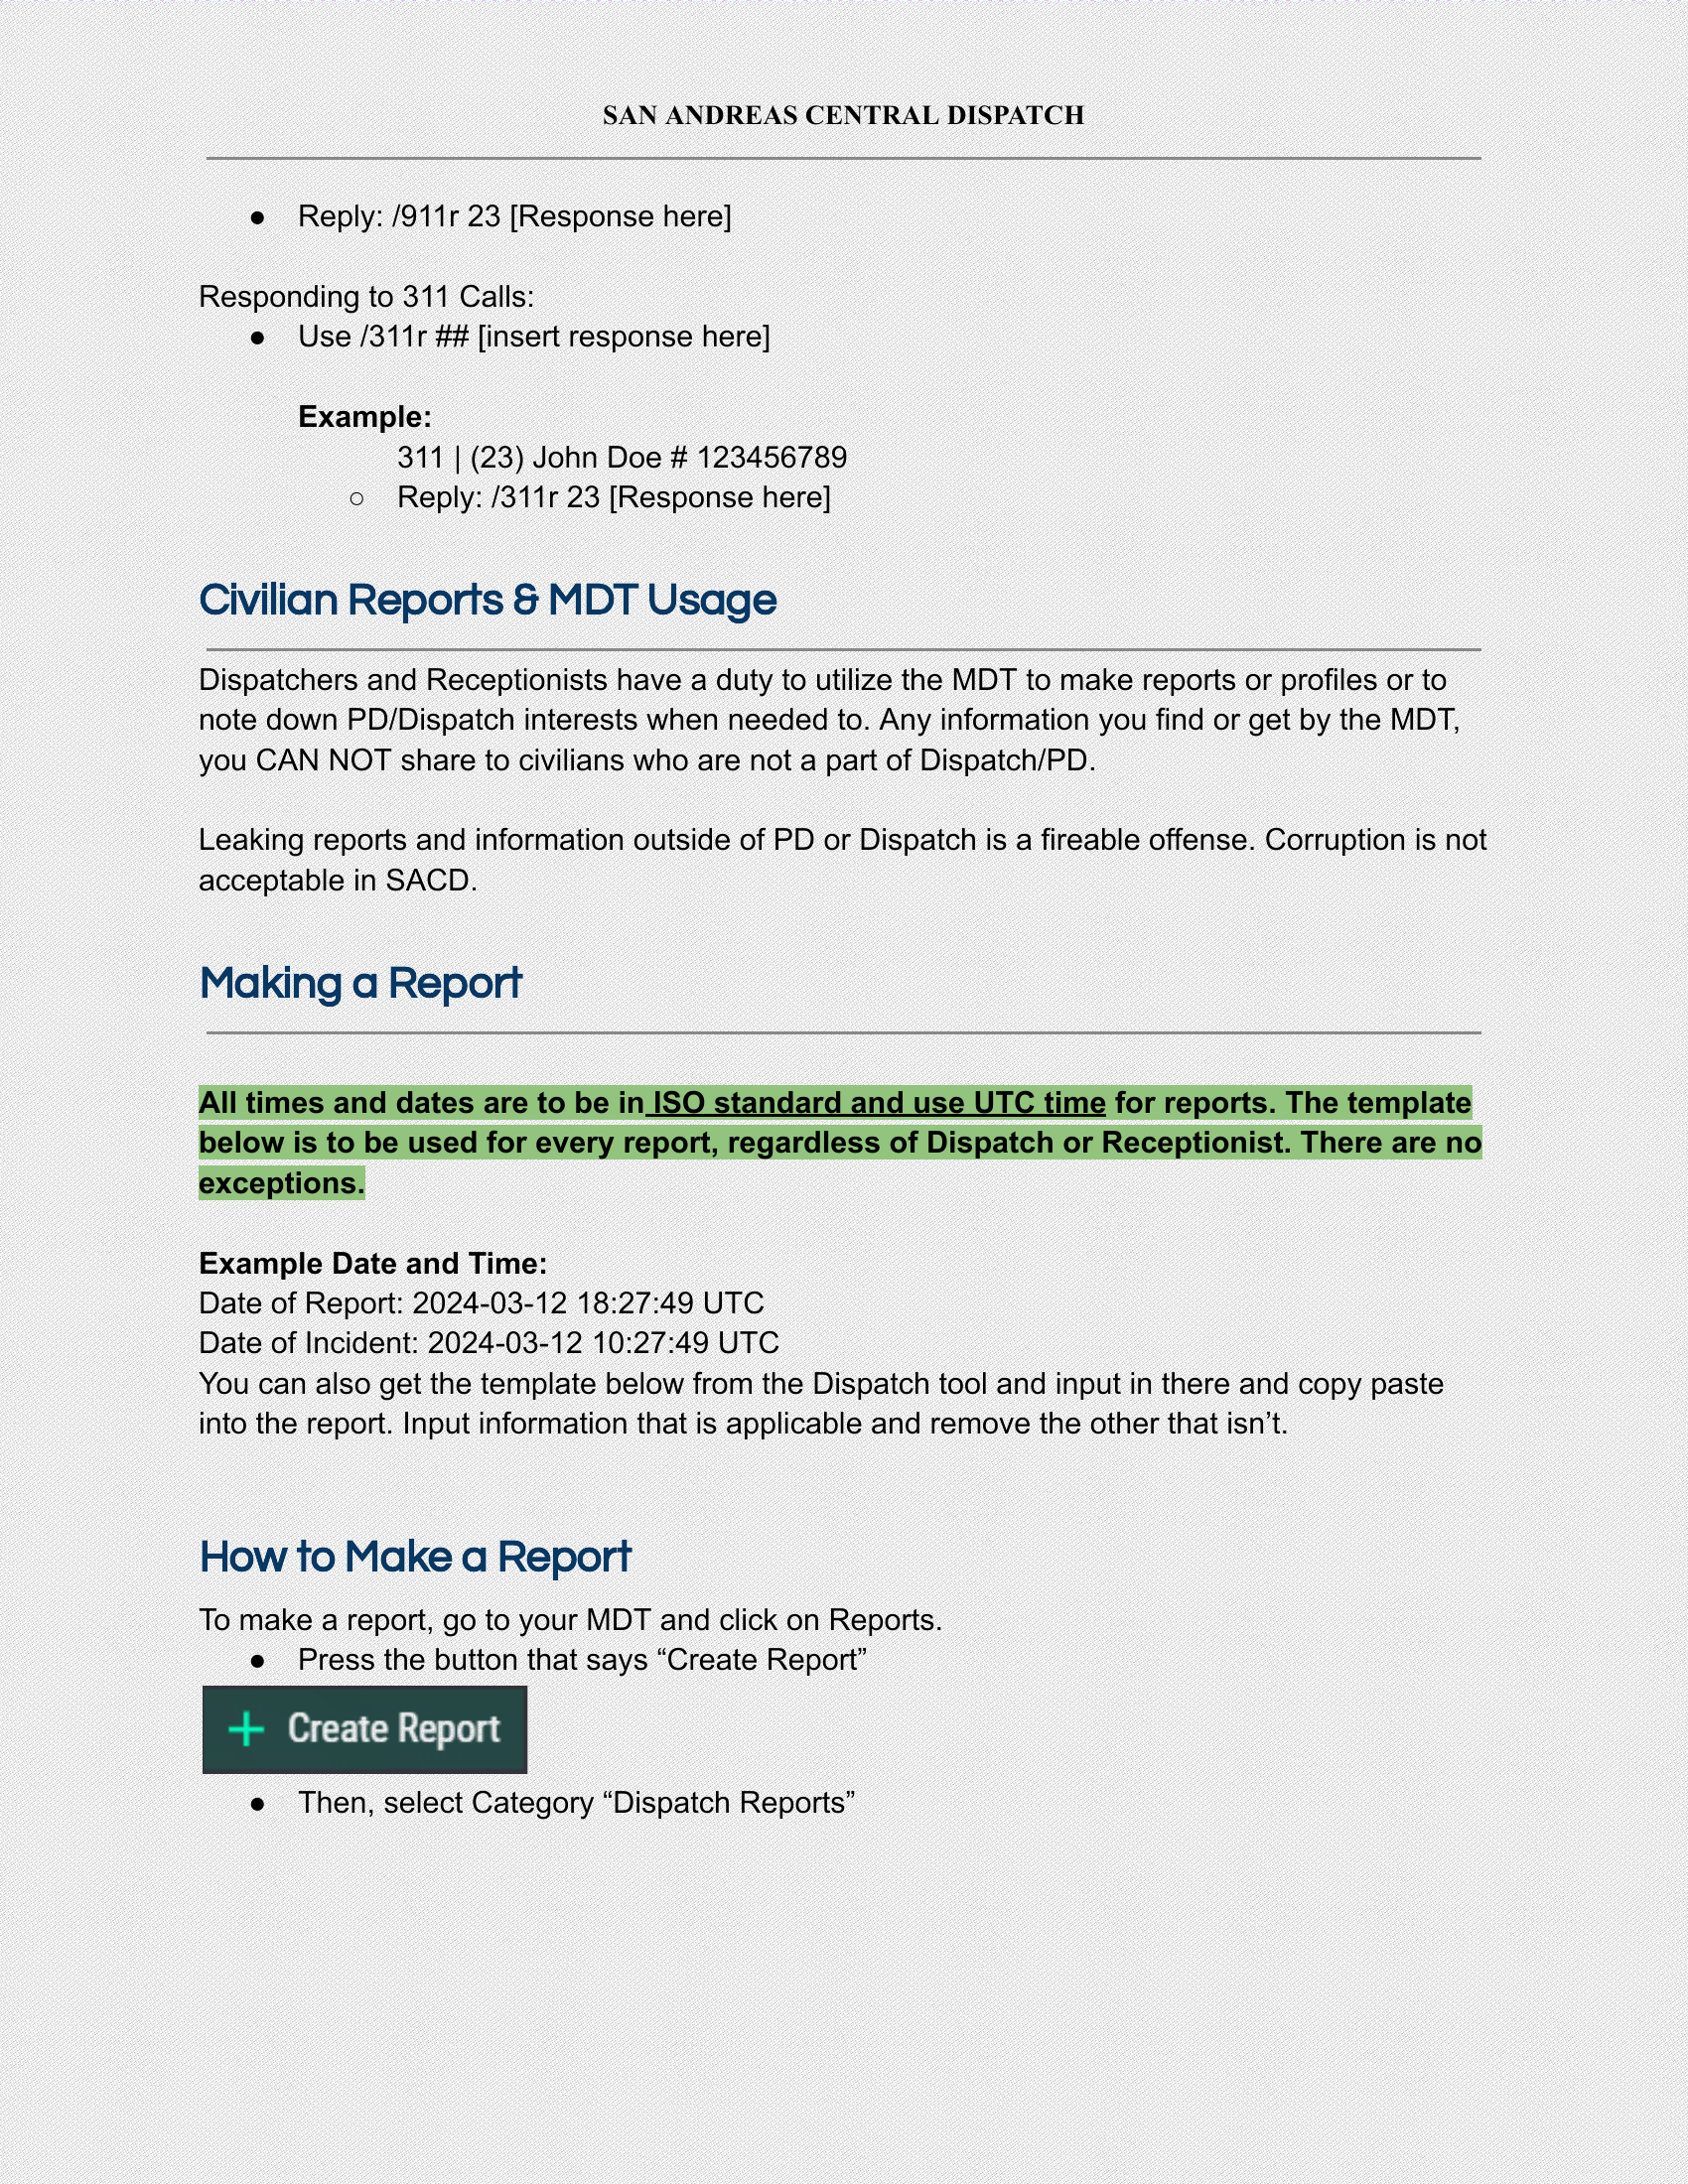 SAN ANDREAS CENTRAL DISPATCH
● Reply: /911r 23 [Response here]
Responding to 311 Calls:
● Use /311r ## [insert response here]
Example:
311 | (23) John Doe # 123456789
○ Reply: /311r 23 [Response here]
Civilian Reports & MDT Usage
Dispatchers and Receptionists have a duty to utilize the MDT to make reports or profiles or to
note down PD/Dispatch interests when needed to. Any information you find or get by the MDT,
you CAN NOT share to civilians who are not a part of Dispatch/PD.
Leaking reports and information outside of PD or Dispatch is a fireable offense. Corruption is not
acceptable in SACD.
Making a Report
All times and dates are to be in ISO standard and use UTC time for reports. The template
below is to be used for every report, regardless of Dispatch or Receptionist. There are no
exceptions.
Example Date and Time:
Date of Report: 2024-03-12 18:27:49 UTC
Date of Incident: 2024-03-12 10:27:49 UTC
You can also get the template below from the Dispatch tool and input in there and copy paste
into the report. Input information that is applicable and remove the other that isn’t.
How to Make a Report
To make a report, go to your MDT and click on Reports.
● Press the button that says “Create Report”
+ Create Report
● Then, select Category “Dispatch Reports”